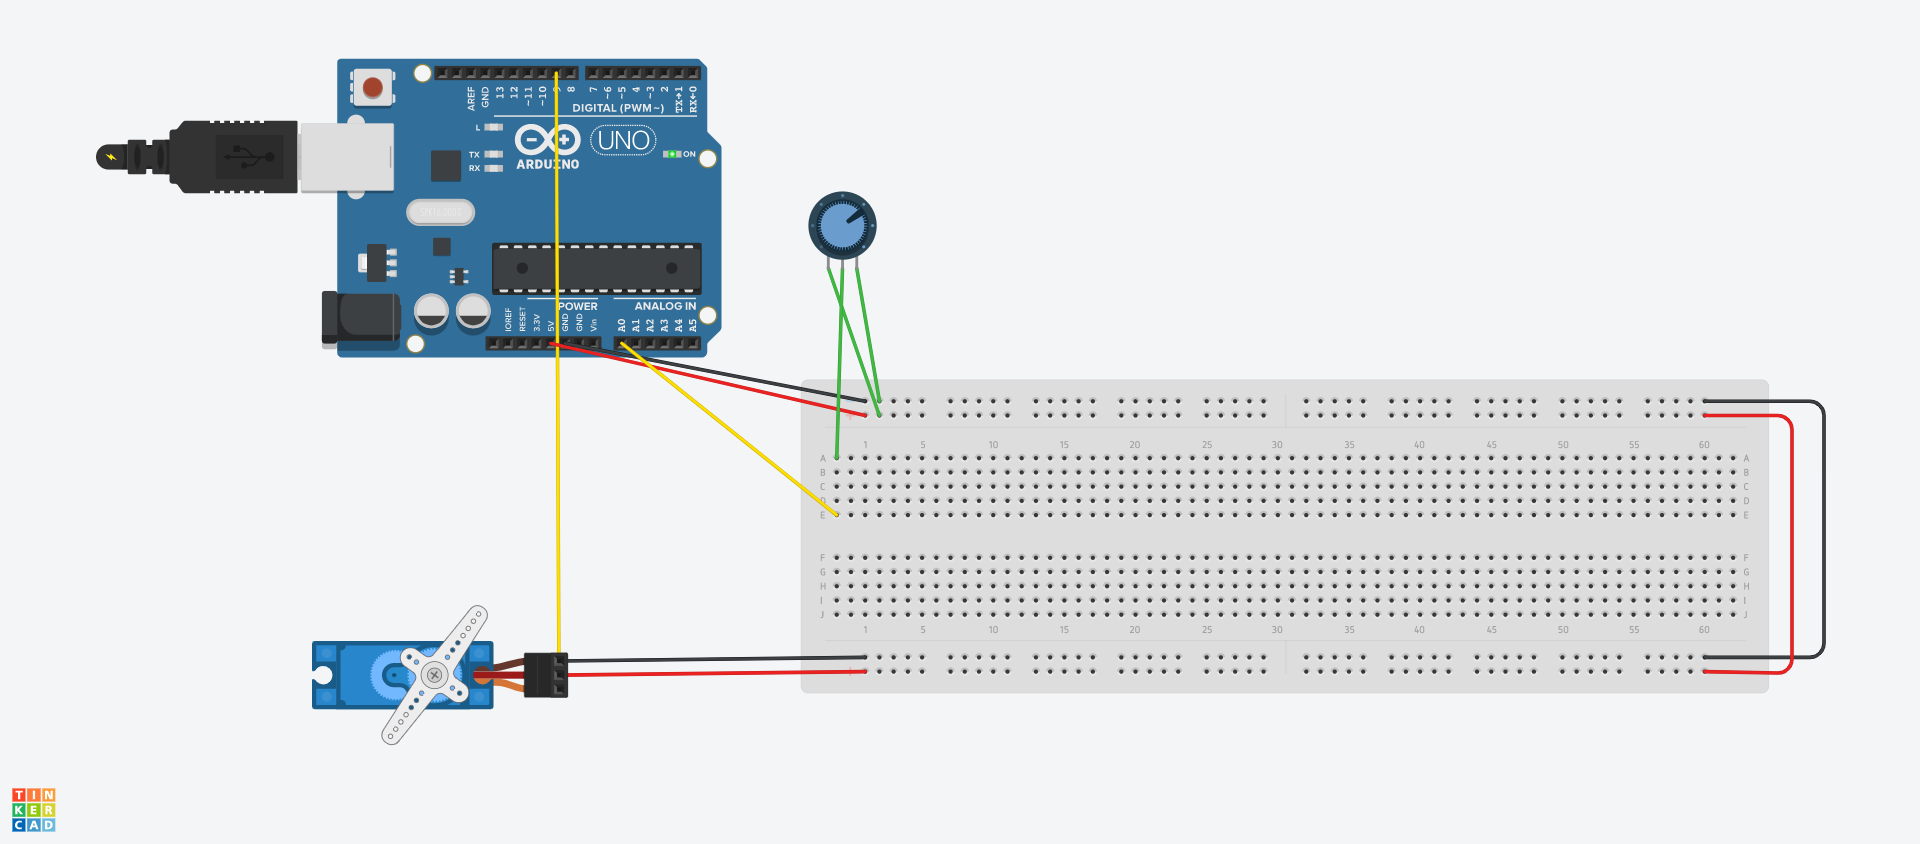 AREF GND 13 12 ~11 ~10 8 7 ~6 ~5 4 ~3 2 TX→1 RX←0
DIGITAL (PWM~)
L
TX
RX
ARDUINO
UNO
ON
POWER
ANALOG IN
IOREF RESET 3.3V 5V GND GND Vin A0 A1 A2 A3 A4 A5
1 5 10 15 20 25 30 35 40 45 50 55 60
A A
B B
C C
D D
E E
F F
G G
H H
I I
J J
1 5 10 15 20 25 30 35 40 45 50 55 60
TIN
KER
CAD